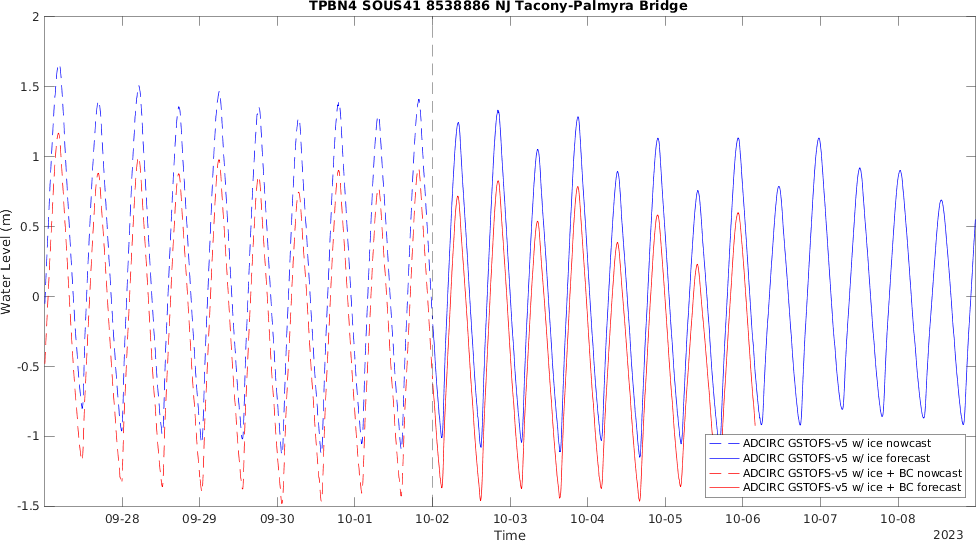 TPBN4 SOUS41 8538886 NJ Tacony-Palmyra Bridge
2
1.5
1
0.5
0
-0.5
-1
-1.5
Water Level (m)
09-28 09-29 09-30 10-01 10-02 10-03 10-04 10-05 10-06 10-07 10-08
Time
2023
ADCIRC GSTOFS-v5 w/ ice nowcast
ADCIRC GSTOFS-v5 w/ ice forecast
ADCIRC GSTOFS-v5 w/ ice + BC nowcast
ADCIRC GSTOFS-v5 w/ ice + BC forecast